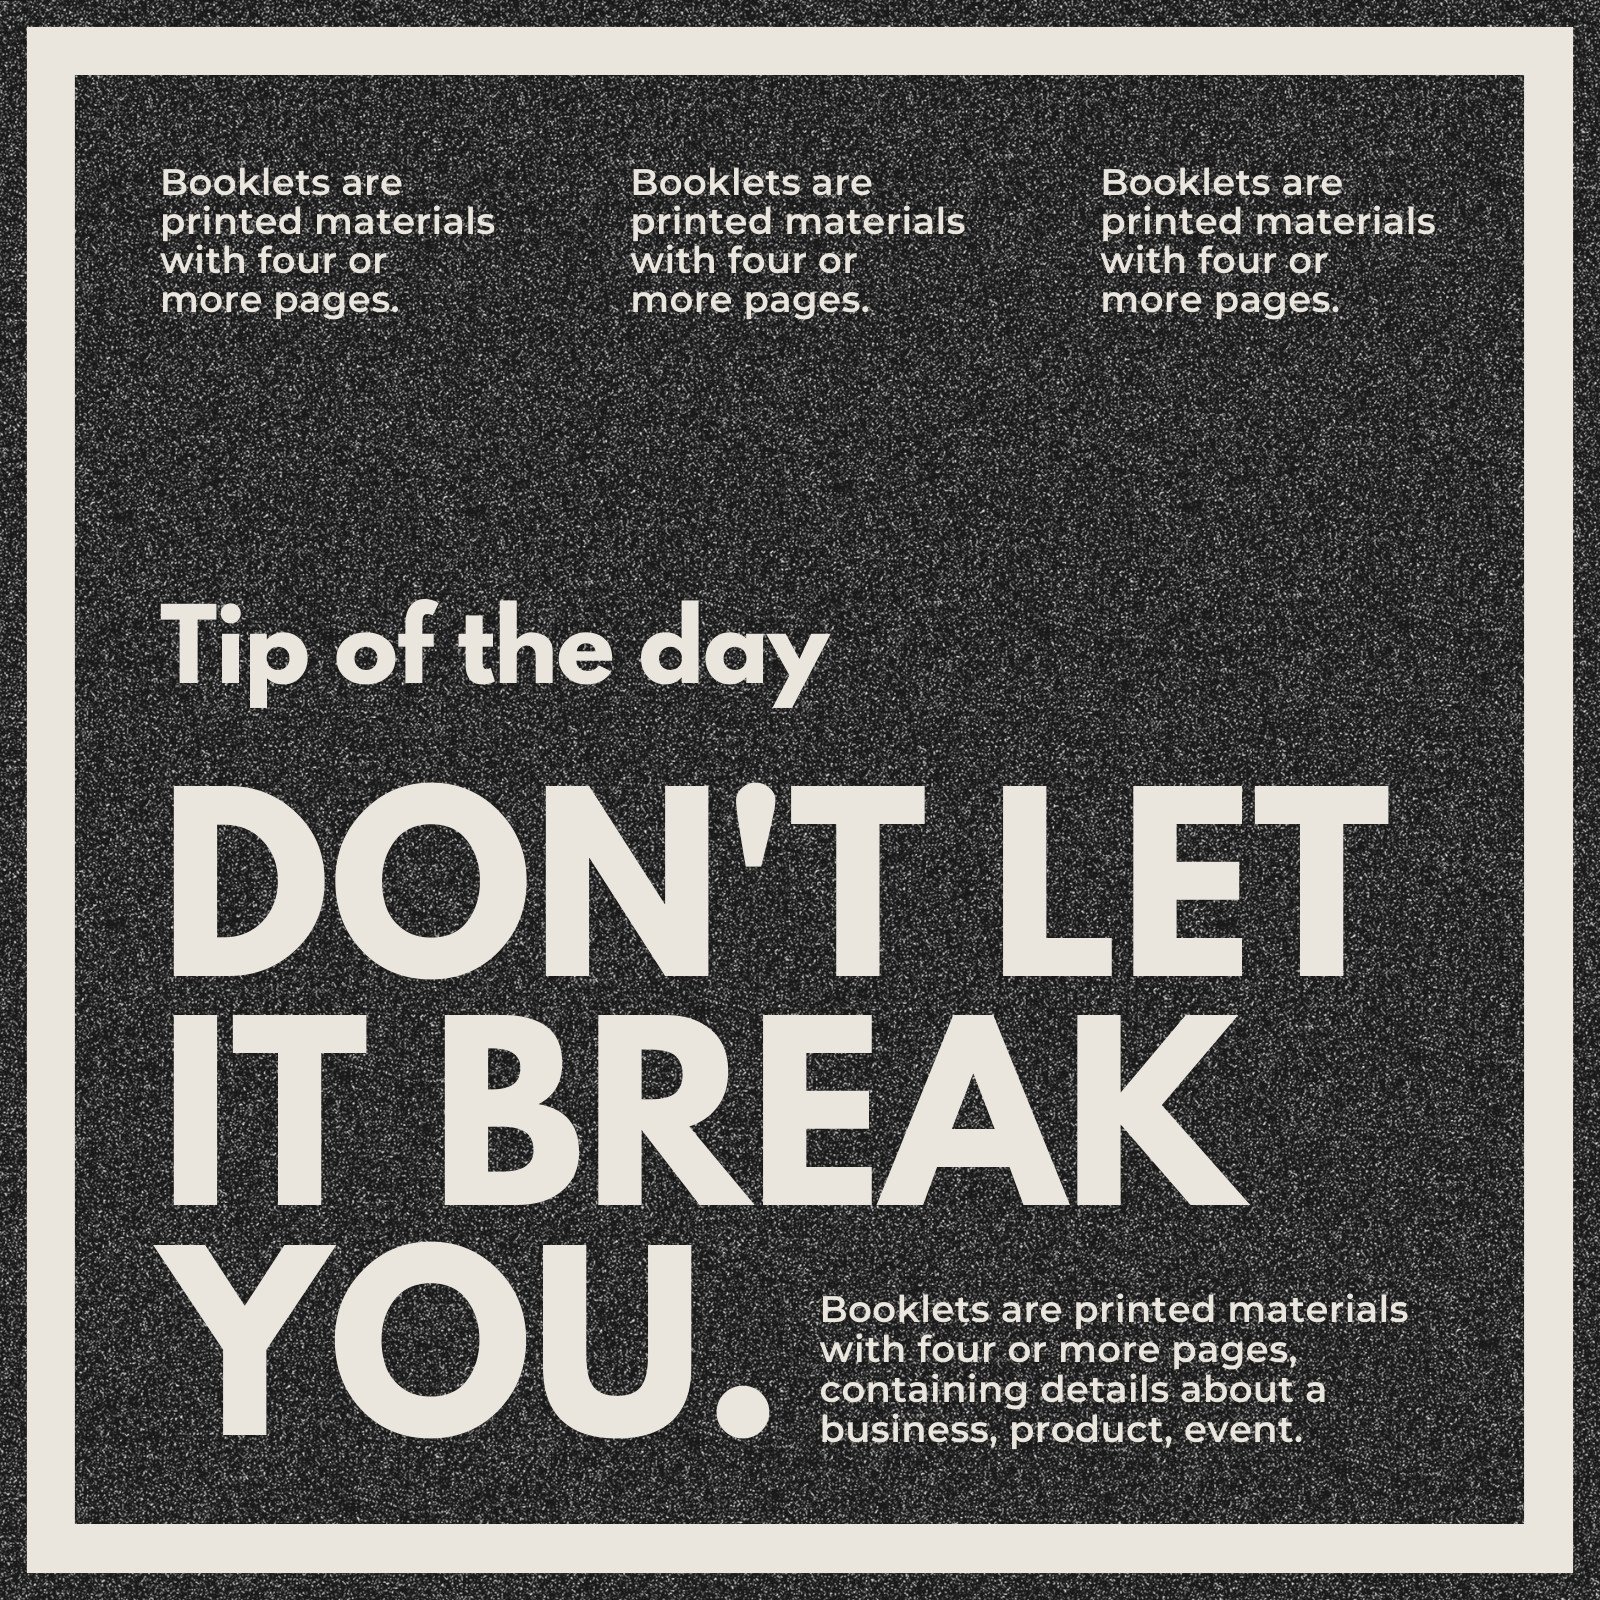 Booklets are
printed materials
with four or
more pages.
Booklets are
printed materials
with four or
more pages.
Booklets are
printed materials
with four or
more pages.
Tip of the day
DON'T LET
IT BREAK
YOU.
Booklets are printed materials
with four or more pages,
containing details about a
business, product, event.